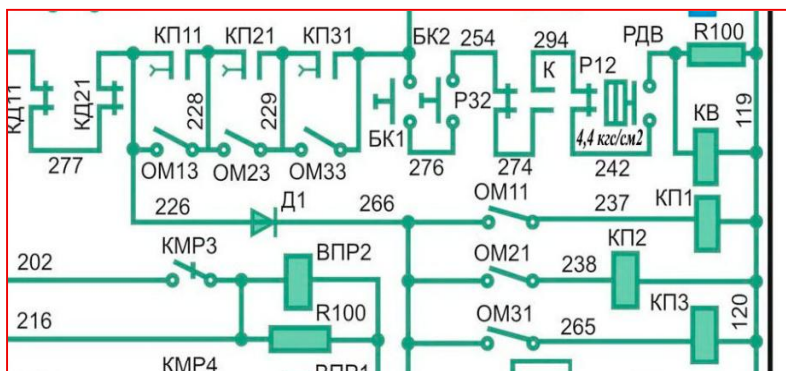 КП11 КП21 КП31 БК2 254 294 РДВ R100
КД11 КД21 228 229 Р32 К Р12 КВ 119
БК1 4,4 кгс/см2
277 ОМ13 ОМ23 ОМ33 276 274 242
226 Д1 266 ОМ11 237 КП1
202 КМР3 ВПР2 ОМ21 238 КП2
216 R100 ОМ31 265 КП3 120
КМР4 ВПР1